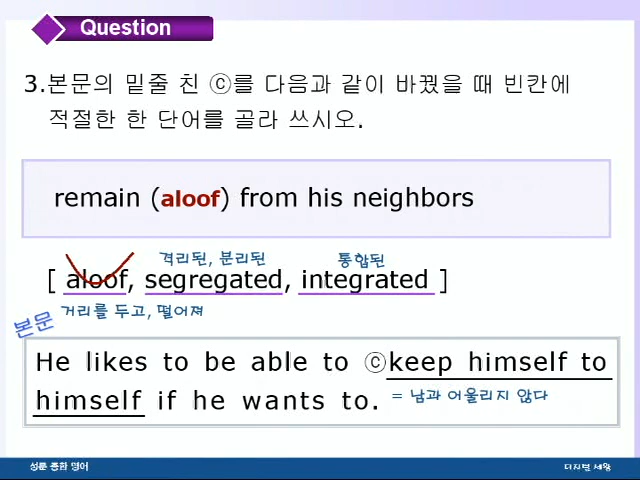 Question
3.본문의 밑줄 친 ⓒ를 다음과 같이 바꿨을 때 빈칸에
적절한 한 단어를 골라 쓰시오.
remain (aloof) from his neighbors
격리된, 분리된 통합된
[ aloof, segregated, integrated ]
거리를 두고, 떨어져
본문
He likes to be able to ⓒkeep himself to
himself if he wants to. = 남과 어울리지 않다
성문 종합 영어 디지털 세왕